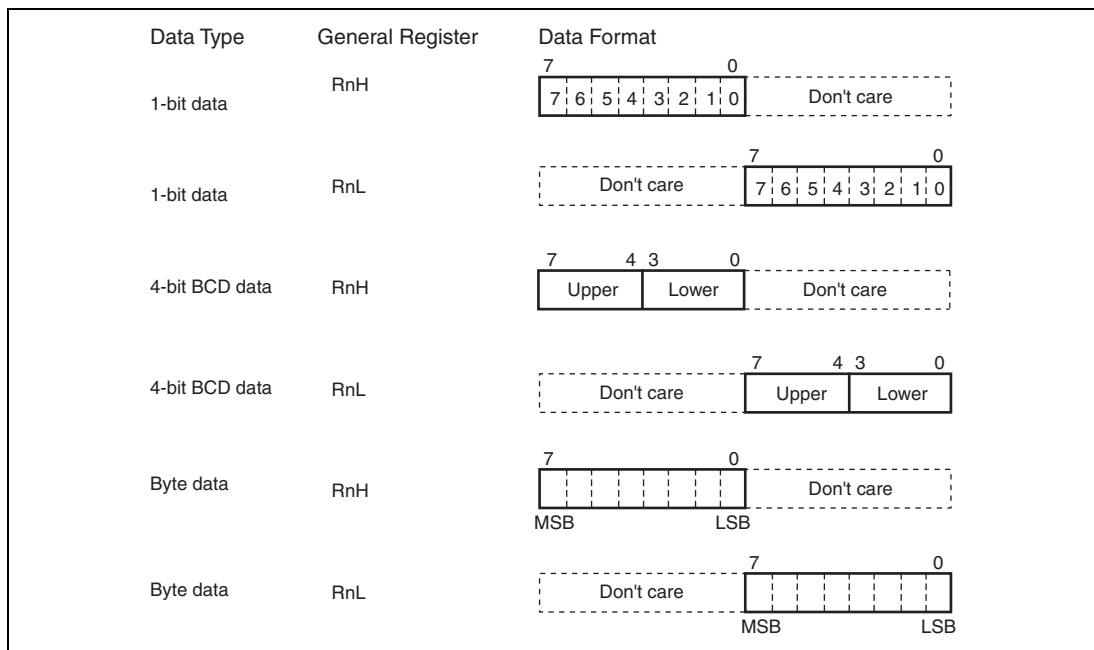 Data Type General Register Data Format
7 0
1-bit data RnH 7 6 5 4 3 2 1 0 Don't care
7 0
1-bit data RnL Don't care 7 6 5 4 3 2 1 0
7 4 3 0
4-bit BCD data RnH Upper Lower Don't care
7 4 3 0
4-bit BCD data RnL Don't care Upper Lower
7 0
Byte data RnH Don't care
MSB LSB
7 0
Byte data RnL Don't care
MSB LSB